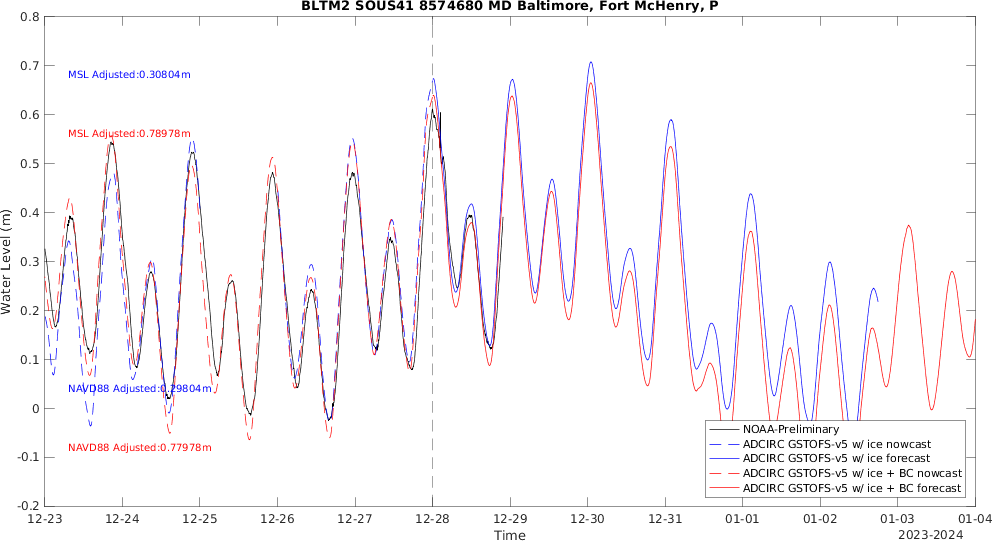 BLTM2 SOUS41 8574680 MD Baltimore, Fort McHenry, P
0.8
0.7
0.6
0.5
0.4
0.3
0.2
0.1
0
-0.1
-0.2
Water Level (m)
MSL Adjusted:0.30804m
MSL Adjusted:0.78978m
NAVD88 Adjusted:0.29804m
NAVD88 Adjusted:0.77978m
NOAA-Preliminary
ADCIRC GSTOFS-v5 w/ ice nowcast
ADCIRC GSTOFS-v5 w/ ice forecast
ADCIRC GSTOFS-v5 w/ ice + BC nowcast
ADCIRC GSTOFS-v5 w/ ice + BC forecast
12-23 12-24 12-25 12-26 12-27 12-28 12-29 12-30 12-31 01-01 01-02 01-03 01-04
Time
2023-2024